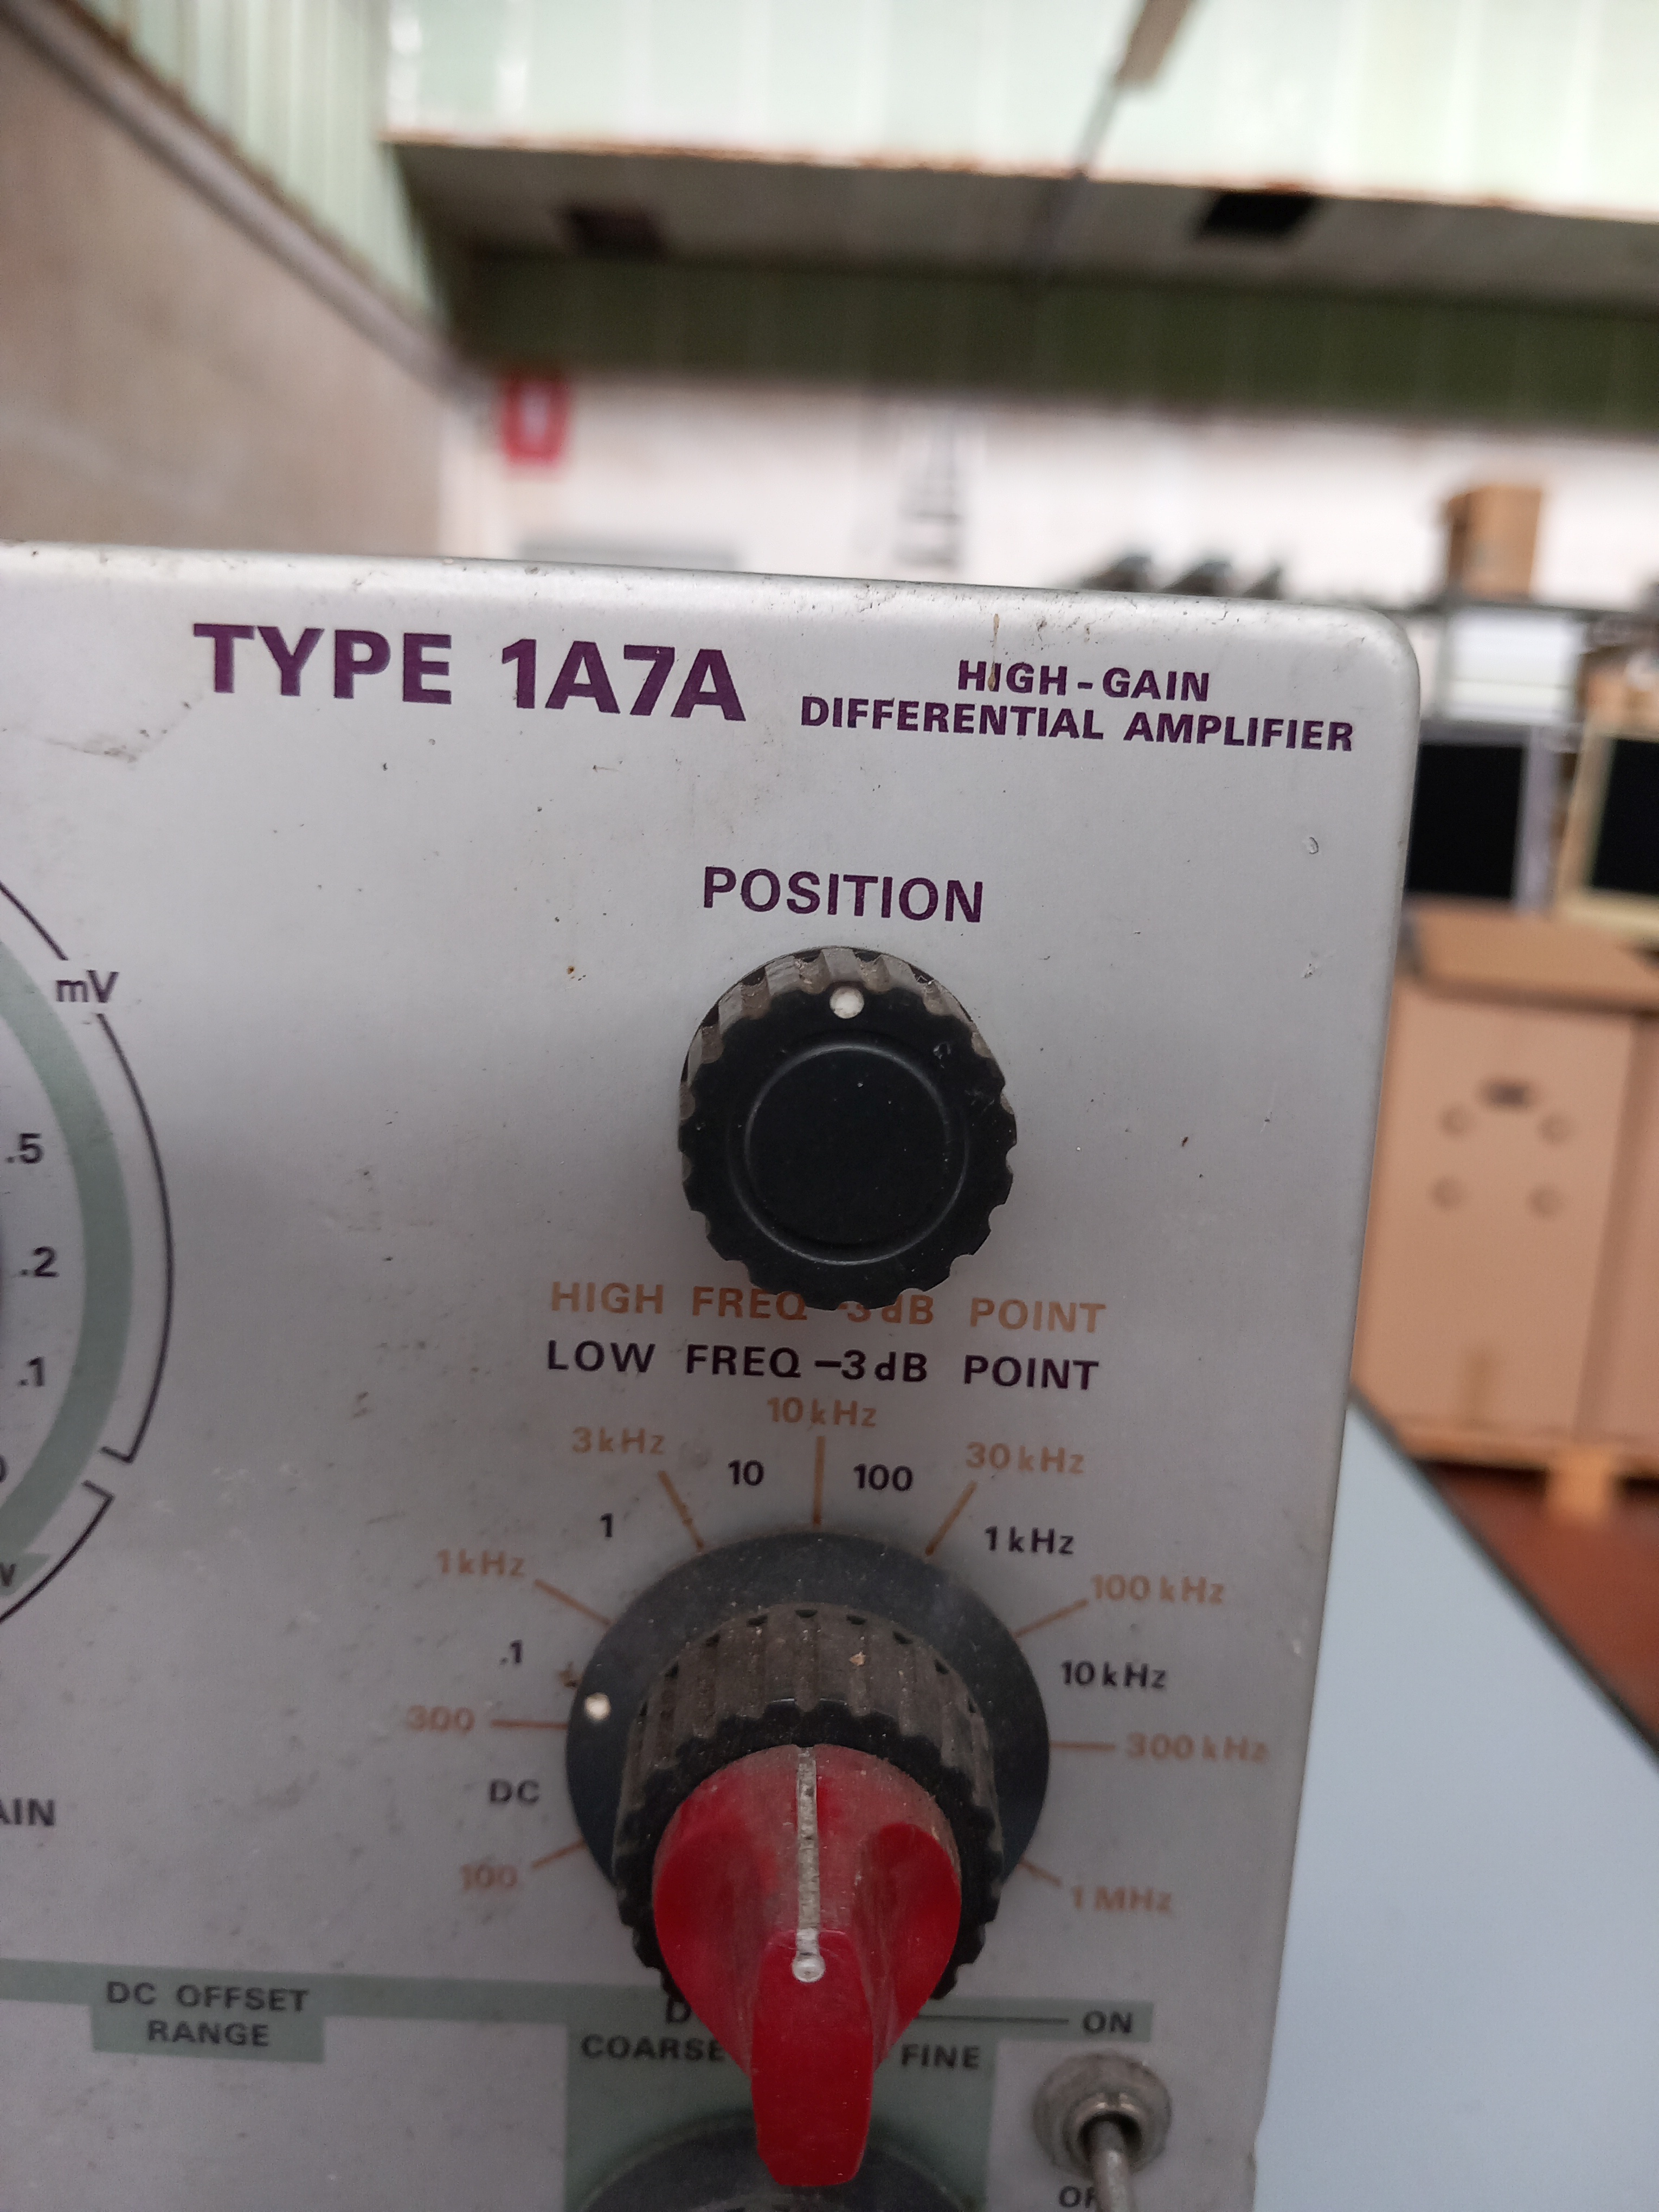 TYPE 1A7A
HIGH-GAIN
DIFFERENTIAL AMPLIFIER
POSITION
mV
.5
.2
.1
HIGH FREQ -3dB POINT
LOW FREQ -3dB POINT
10kHz
3kHz
30kHz
10
100
1
1kHz
1kHz
100kHz
.1
10kHz
300
300kHz
DC
100
1MHz
DC OFFSET
RANGE
COARSE
FINE
ON